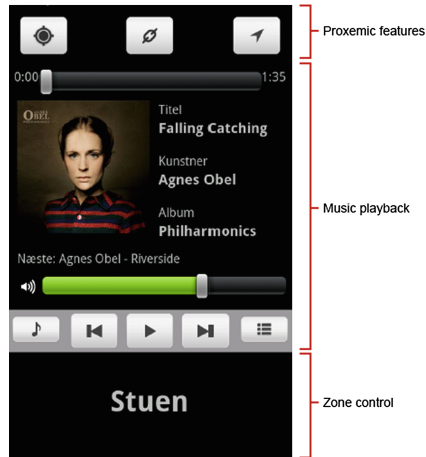 Proxemic features
0:00
1:35
OBEL
Titel
Falling Catching
Kunstner
Agnes Obel
Album
Philharmonics
Music playback
Næste: Agnes Obel - Riverside
Stuen
Zone control